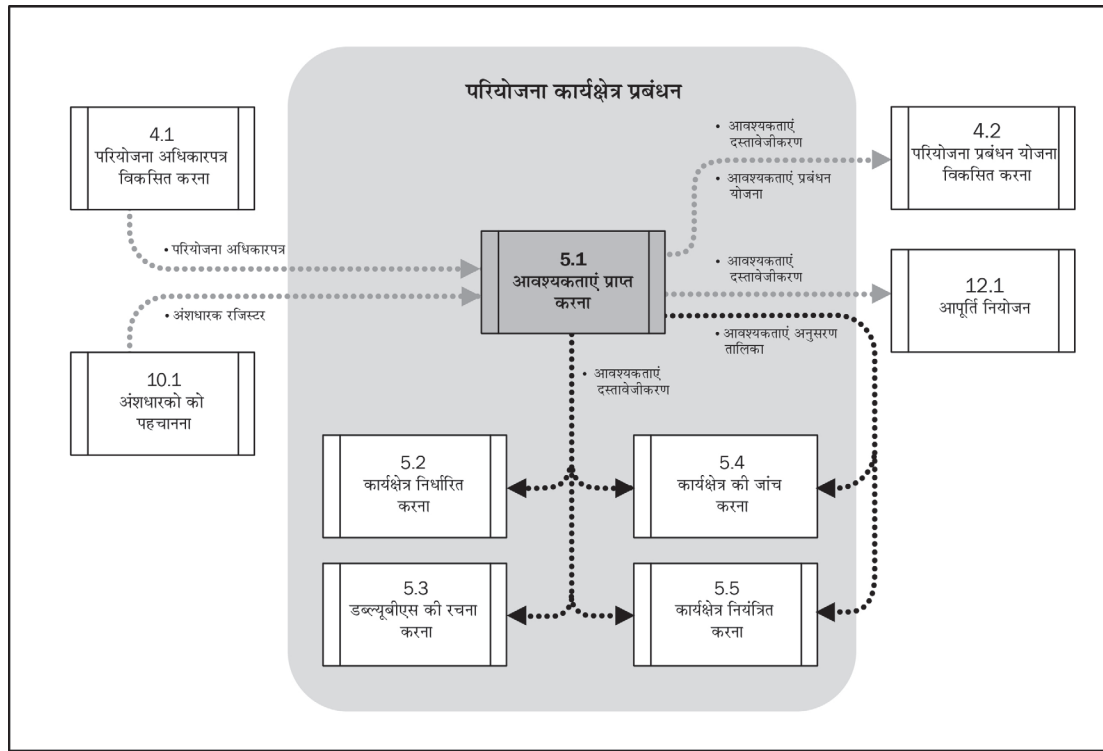 परियोजना कार्यक्षेत्र प्रबंधन
4.1
परियोजना अधिकारपत्र
विकसित करना
• परियोजना अधिकारपत्र
• अंशधारक रजिस्टर
10.1
अंशधारको को
पहचानना
5.1
आवश्यकताएं प्राप्त
करना
• आवश्यकताएं
दस्तावेजीकरण
• आवश्यकताएं प्रबंधन
योजना
4.2
परियोजना प्रबंधन योजना
विकसित करना
• आवश्यकताएं
दस्तावेजीकरण
12.1
आपूर्ति नियोजन
• आवश्यकताएं अनुसरण
तालिका
• आवश्यकताएं
दस्तावेजीकरण
5.2
कार्यक्षेत्र निर्धारित
करना
5.4
कार्यक्षेत्र की जांच
करना
5.3
डब्ल्यूबीएस की रचना
करना
5.5
कार्यक्षेत्र नियंत्रित
करना